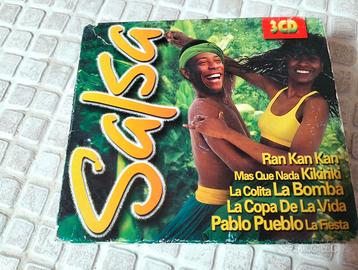 Salsa
3CD
Ran Kan Kan
Mas Que Nada Kikiriki
La Colita La Bomba
La Copa De La Vida
Pablo Pueblo La Fiesta